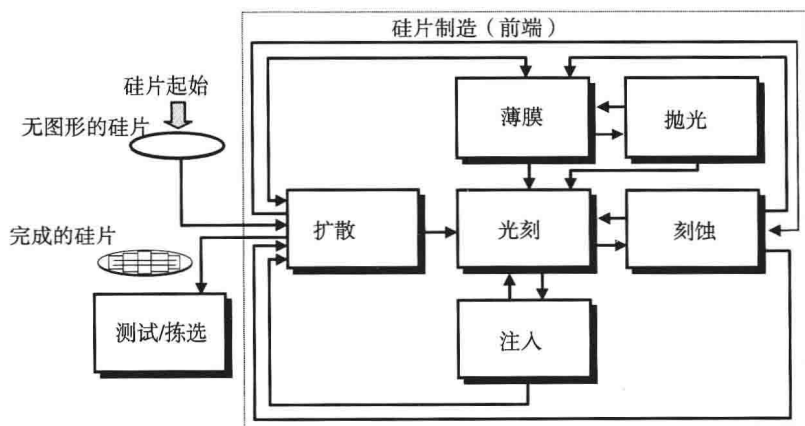 硅片制造（前端）
硅片起始
无图形的硅片
薄膜
抛光
完成的硅片
扩散
光刻
刻蚀
测试/拣选
注入